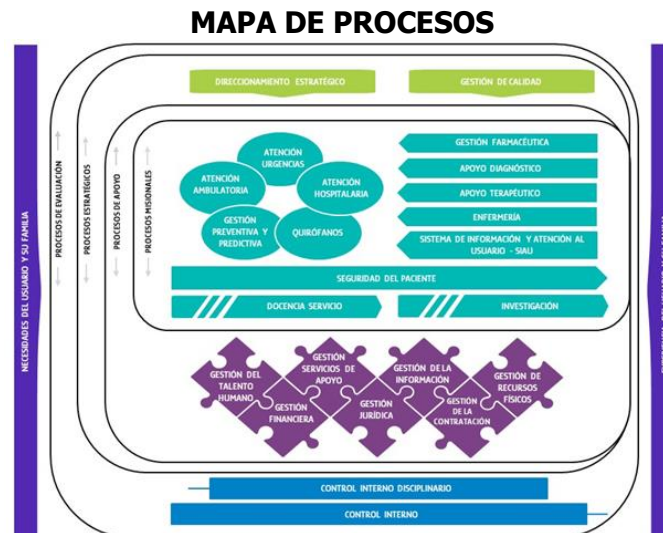 MAPA DE PROCESOS
DIRECCIONAMIENTO ESTRATÉGICO
GESTIÓN DE CALIDAD
NECESIDADES DEL USUARIO Y SU FAMILIA
PROCESOS DE EVALUACIÓN
PROCESOS ESTRATÉGICOS
PROCESOS DE APOYO
PROCESOS MISIONALES
ATENCIÓN
URGENCIAS
ATENCIÓN
AMBULATORIA
ATENCIÓN
HOSPITALARIA
GESTIÓN
PREVENTIVA Y
PREDICTIVA
QUIRÓFANOS
GESTIÓN FARMACÉUTICA
APOYO DIAGNÓSTICO
APOYO TERAPÉUTICO
ENFERMERÍA
SISTEMA DE INFORMACIÓN Y ATENCIÓN AL
USUARIO - SIAU
SEGURIDAD DEL PACIENTE
DOCENCIA SERVICIO
INVESTIGACIÓN
GESTIÓN DEL
TALENTO
HUMANO
GESTIÓN
SERVICIOS DE
APOYO
GESTIÓN DE LA
INFORMACIÓN
GESTIÓN DE
RECURSOS
FÍSICOS
GESTIÓN
FINANCIERA
GESTIÓN
JURÍDICA
GESTIÓN
DE LA
CONTRATACIÓN
CONTROL INTERNO DISCIPLINARIO
CONTROL INTERNO